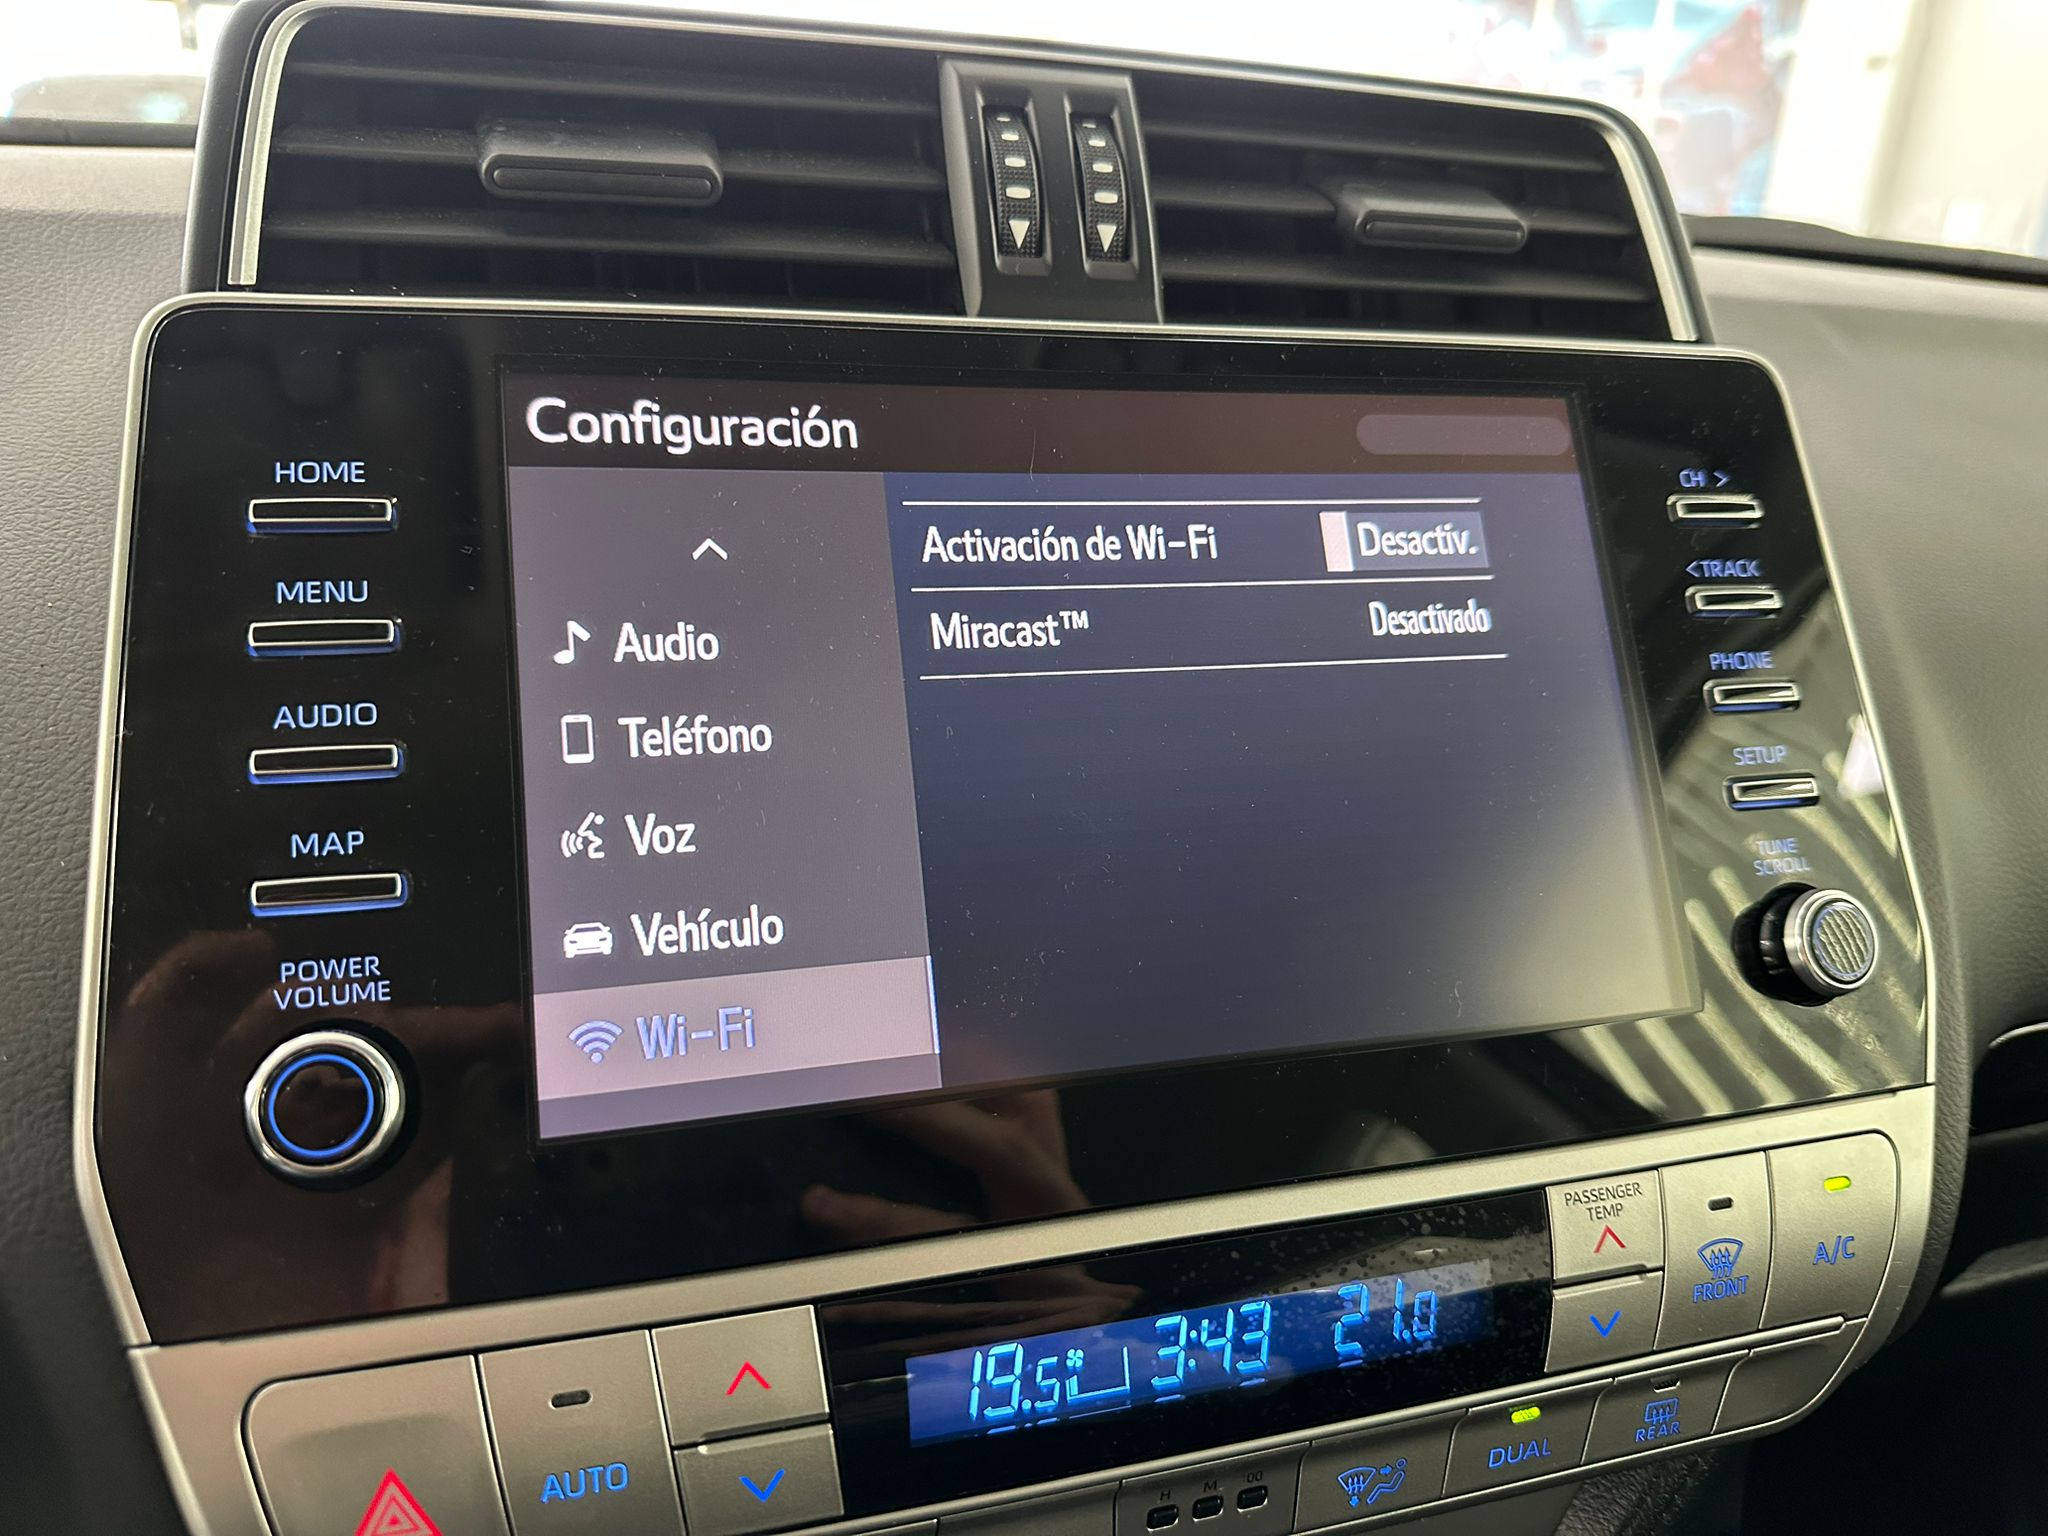 Configuración
HOME
MENU
AUDIO
MAP
POWER
VOLUME
Audio
Teléfono
Voz
Vehículo
Wi-Fi
Activación de Wi-Fi
Desactiv.
Miracast™
Desactivado
CH >
<TRACK
PHONE
SETUP
TUNE
SCROLL
PASSENGER
TEMP
FRONT
A/C
19.5
3:43
21.0
AUTO
DUAL
REAR
H
M
:00